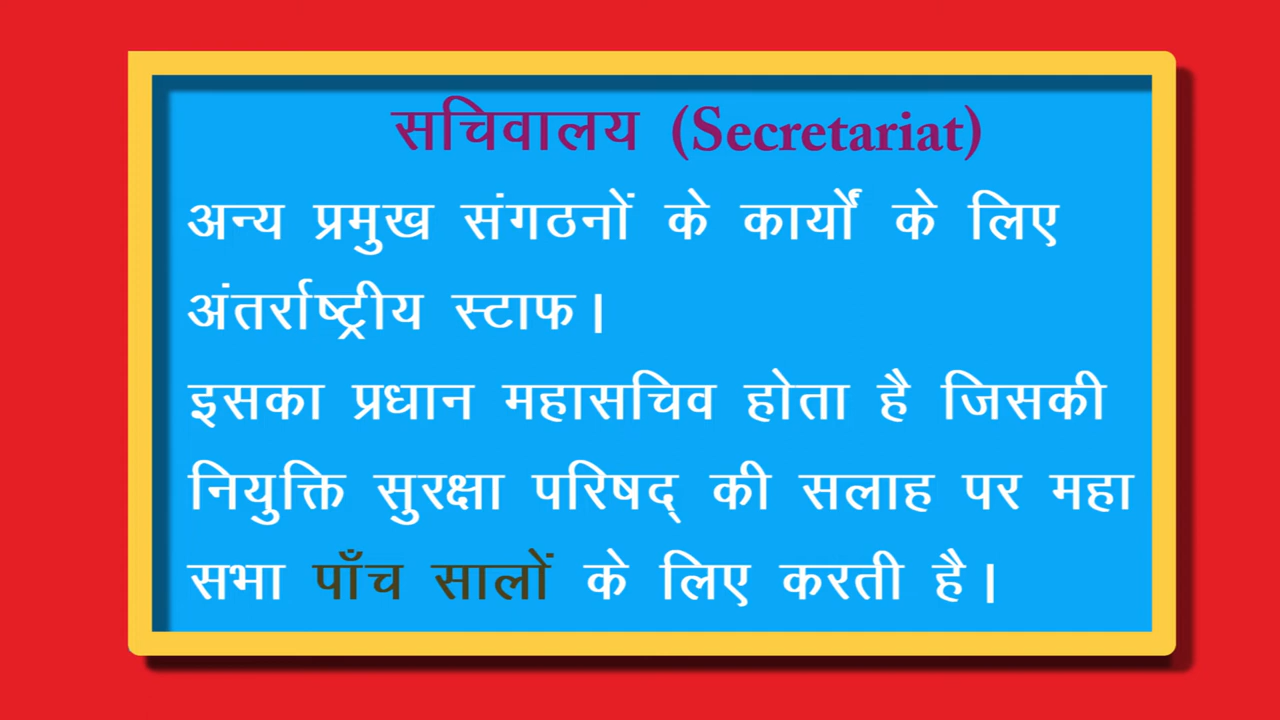 सचिवालय (Secretariat)
अन्य प्रमुख संगठनों के कार्यों के लिए
अंतर्राष्ट्रीय स्टाफ।
इसका प्रधान महासचिव होता है जिसकी
नियुक्ति सुरक्षा परिषद् की सलाह पर महा
सभा पाँच सालों के लिए करती है।